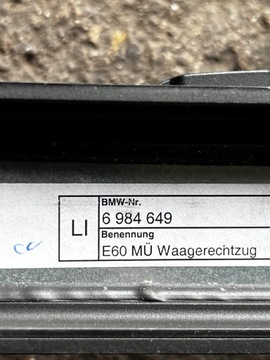 LI
BMW-Nr.
6 984 649
Benennung
E60 MÜ Waagerechtzug